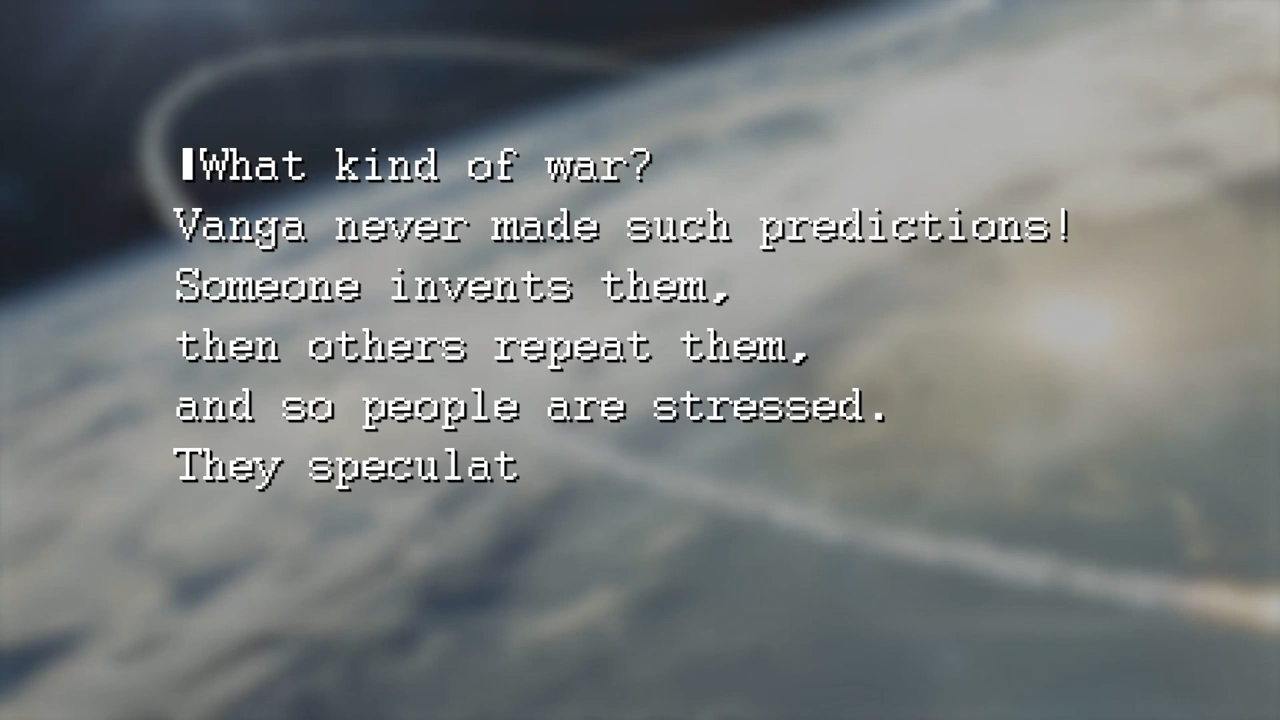 What kind of war?
Vanga never made such predictions!
Someone invents them,
then others repeat them,
and so people are stressed.
They speculat